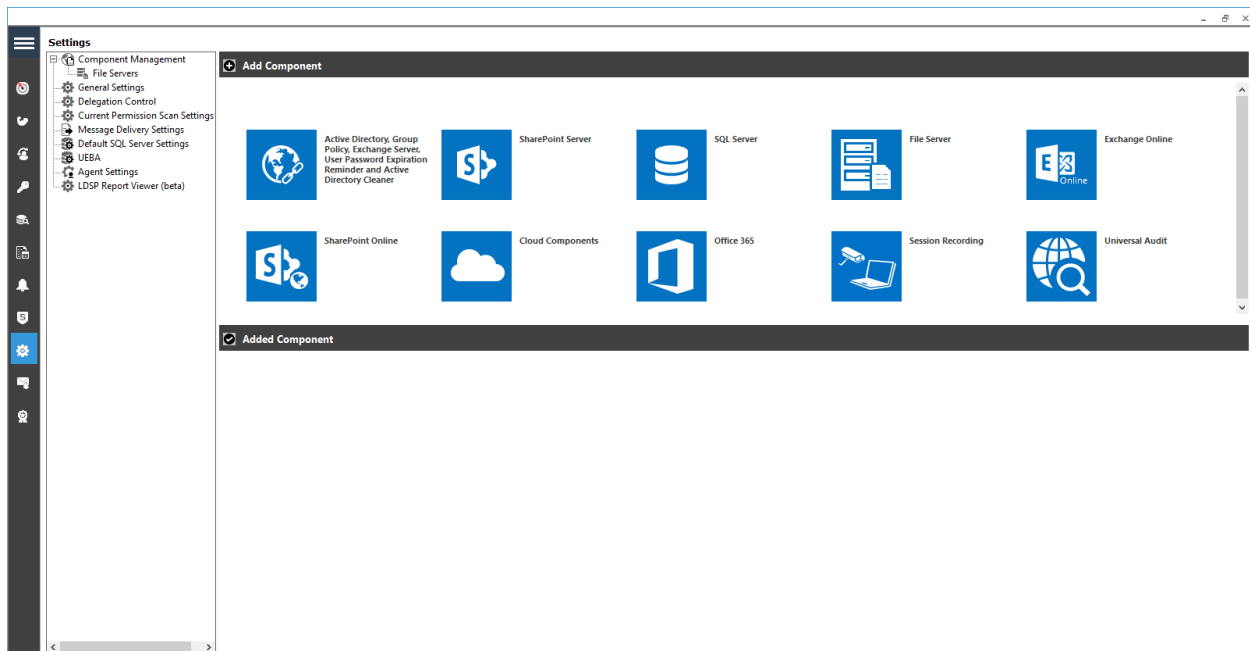 Settings
Component Management
File Servers
General Settings
Delegation Control
Current Permission Scan Settings
Message Delivery Settings
Default SQL Server Settings
UEBA
Agent Settings
LDSP Report Viewer (beta)
Add Component
Active Directory, Group
Policy, Exchange Server,
User Password Expiration
Reminder and Active
Directory Cleaner
S
SharePoint Server
SQL Server
File Server
E
Online
Exchange Online
S
SharePoint Online
Cloud Components
Office 365
Session Recording
Universal Audit
S
Added Component